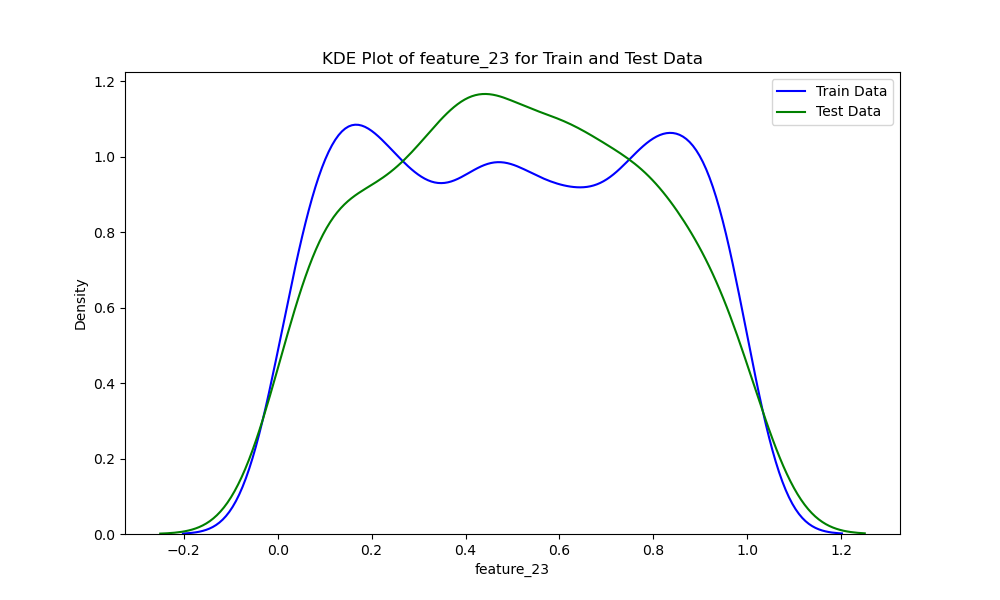 KDE Plot of feature_23 for Train and Test Data
Train Data
Test Data
Density
1.2
1.0
0.8
0.6
0.4
0.2
0.0
−0.2 0.0 0.2 0.4 0.6 0.8 1.0 1.2
feature_23